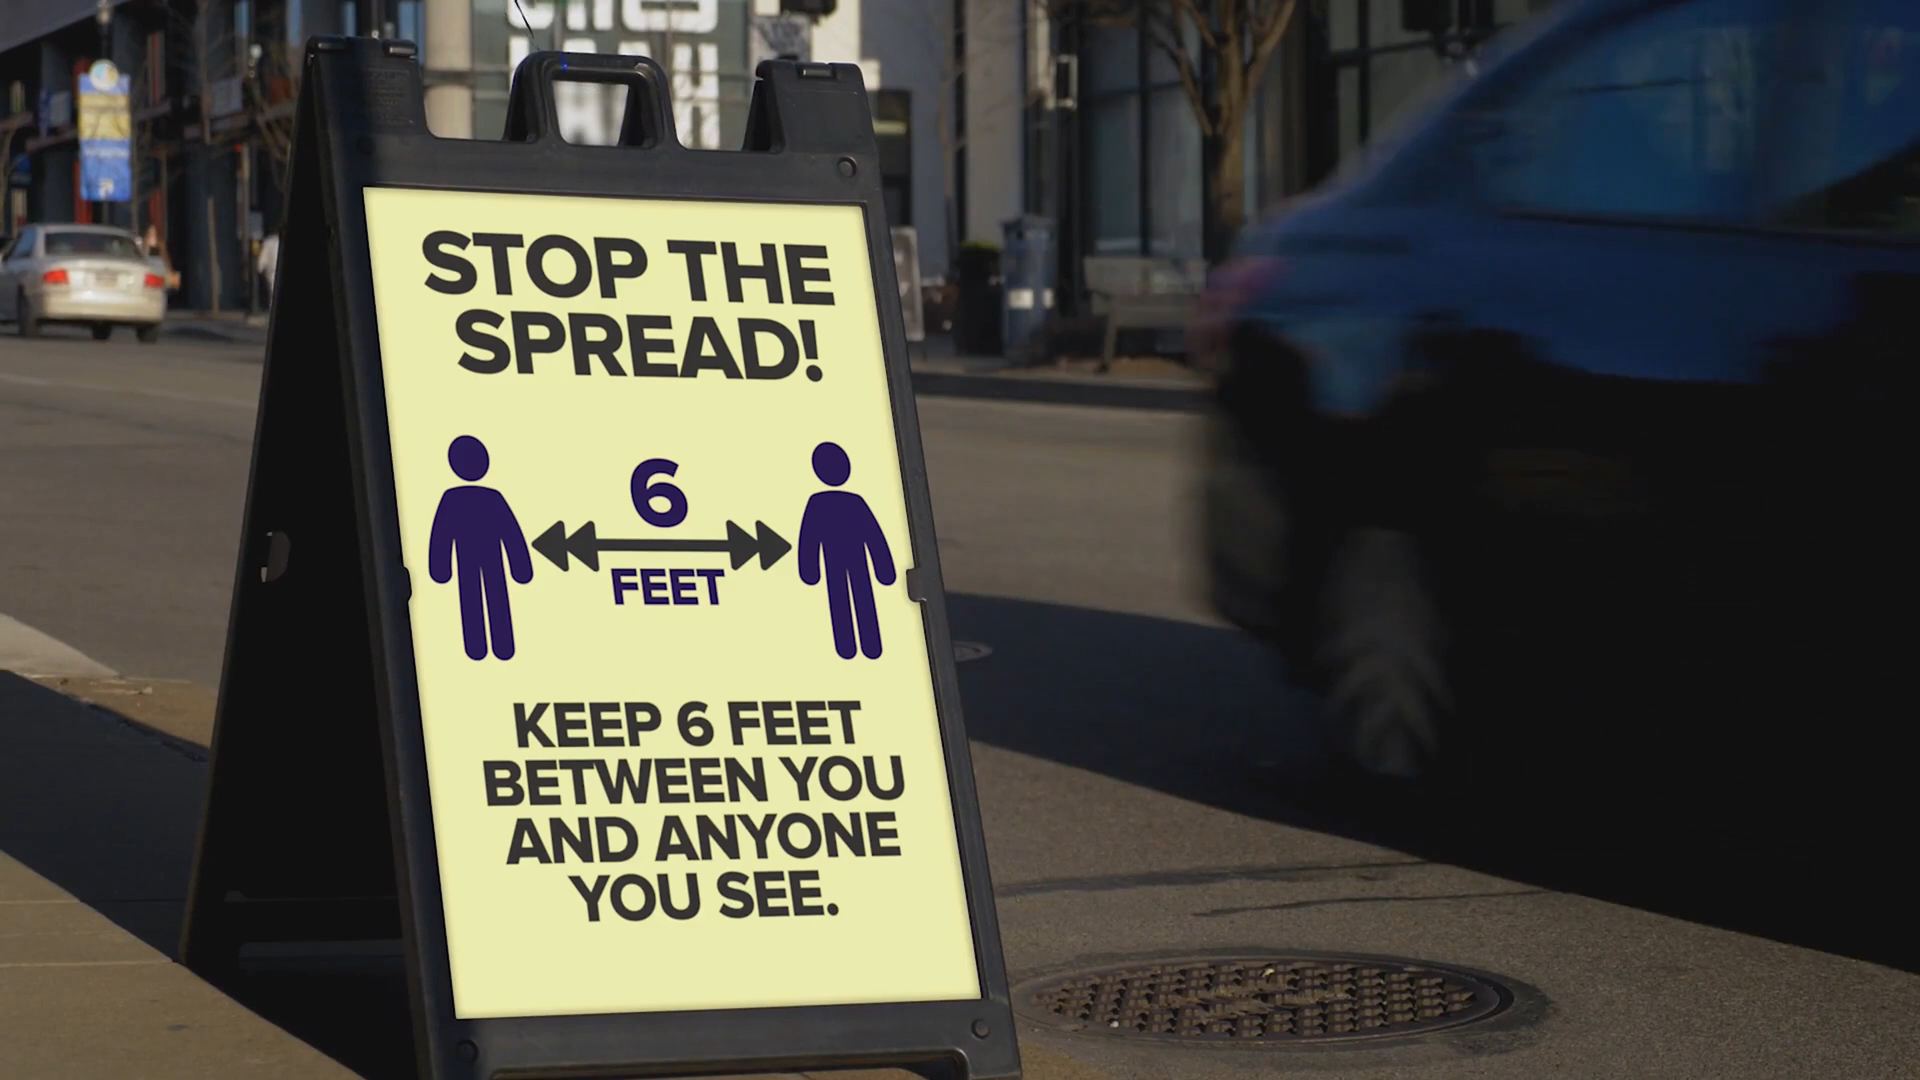 STOP THE
SPREAD!
6
FEET
KEEP 6 FEET
BETWEEN YOU
AND ANYONE
YOU SEE.